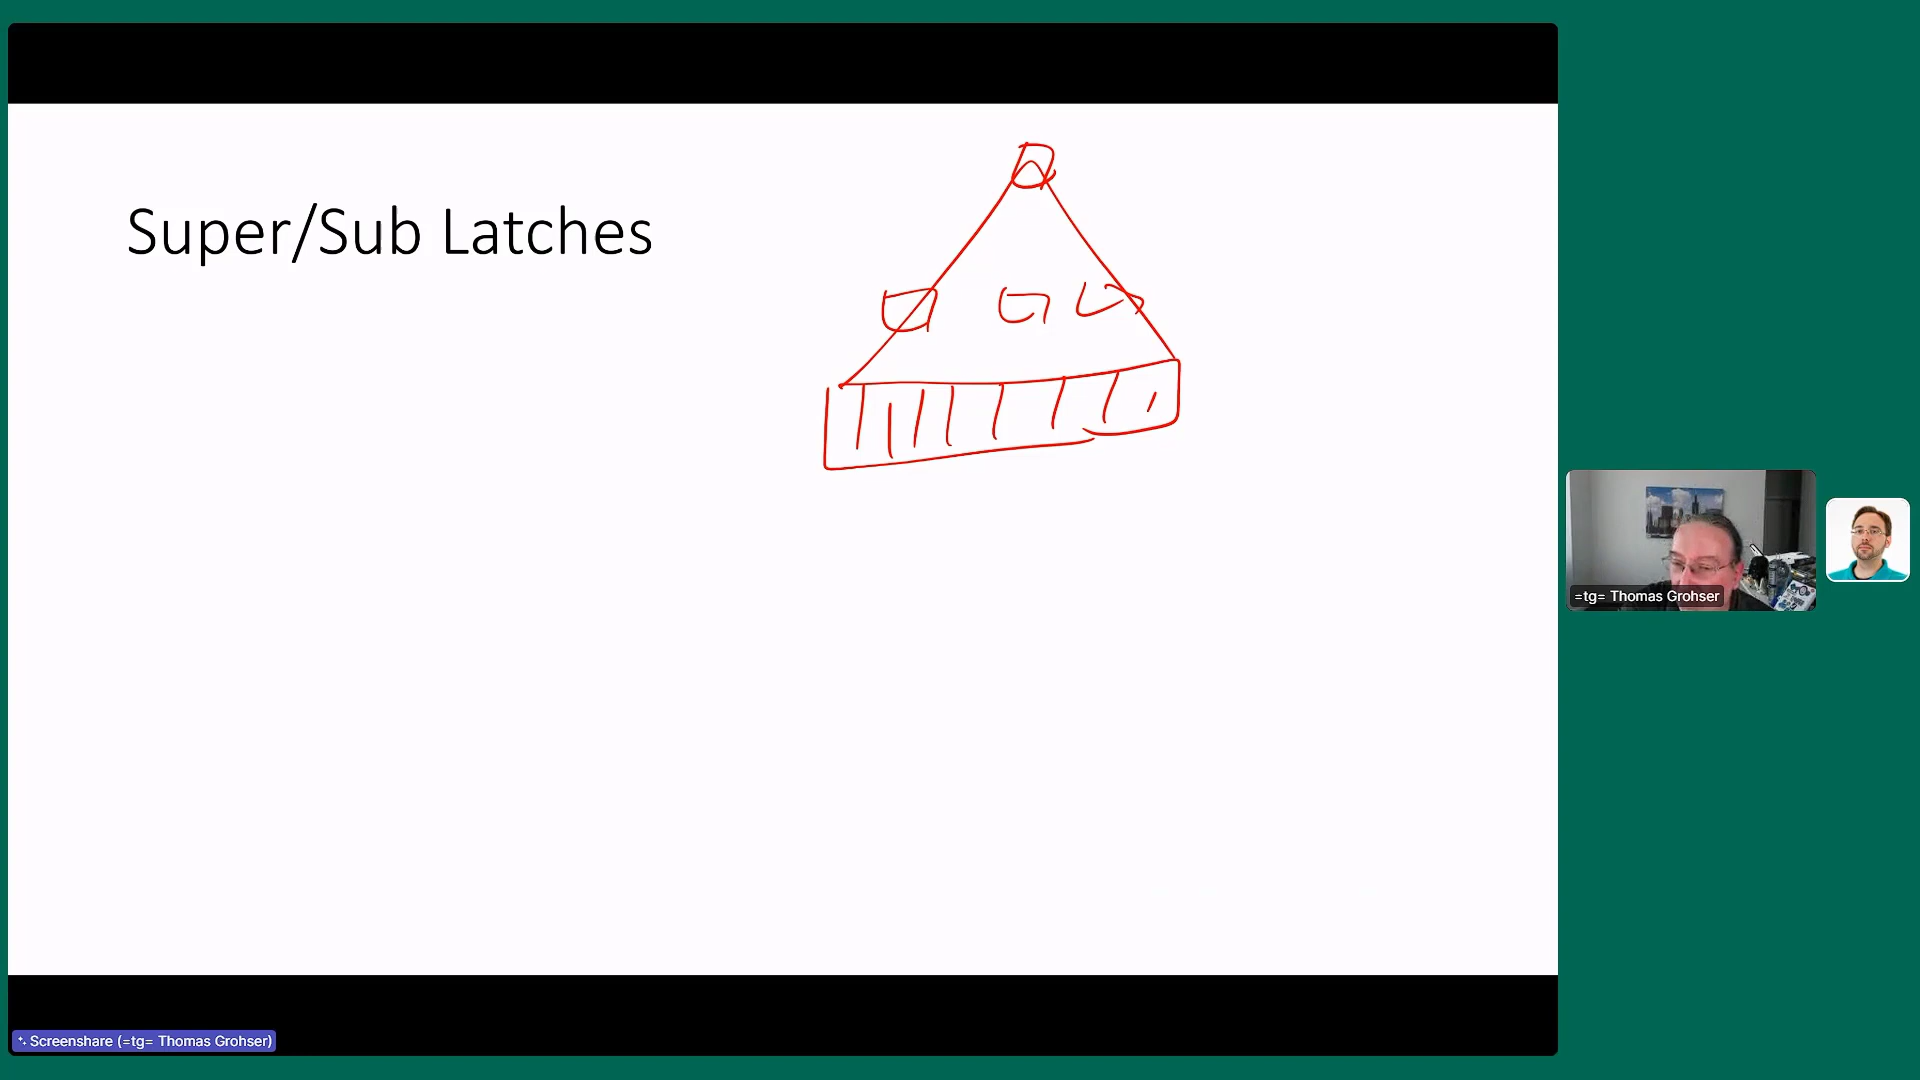 Super/Sub Latches
=tg= Thomas Grohser
Screenshare (=tg= Thomas Grohser)